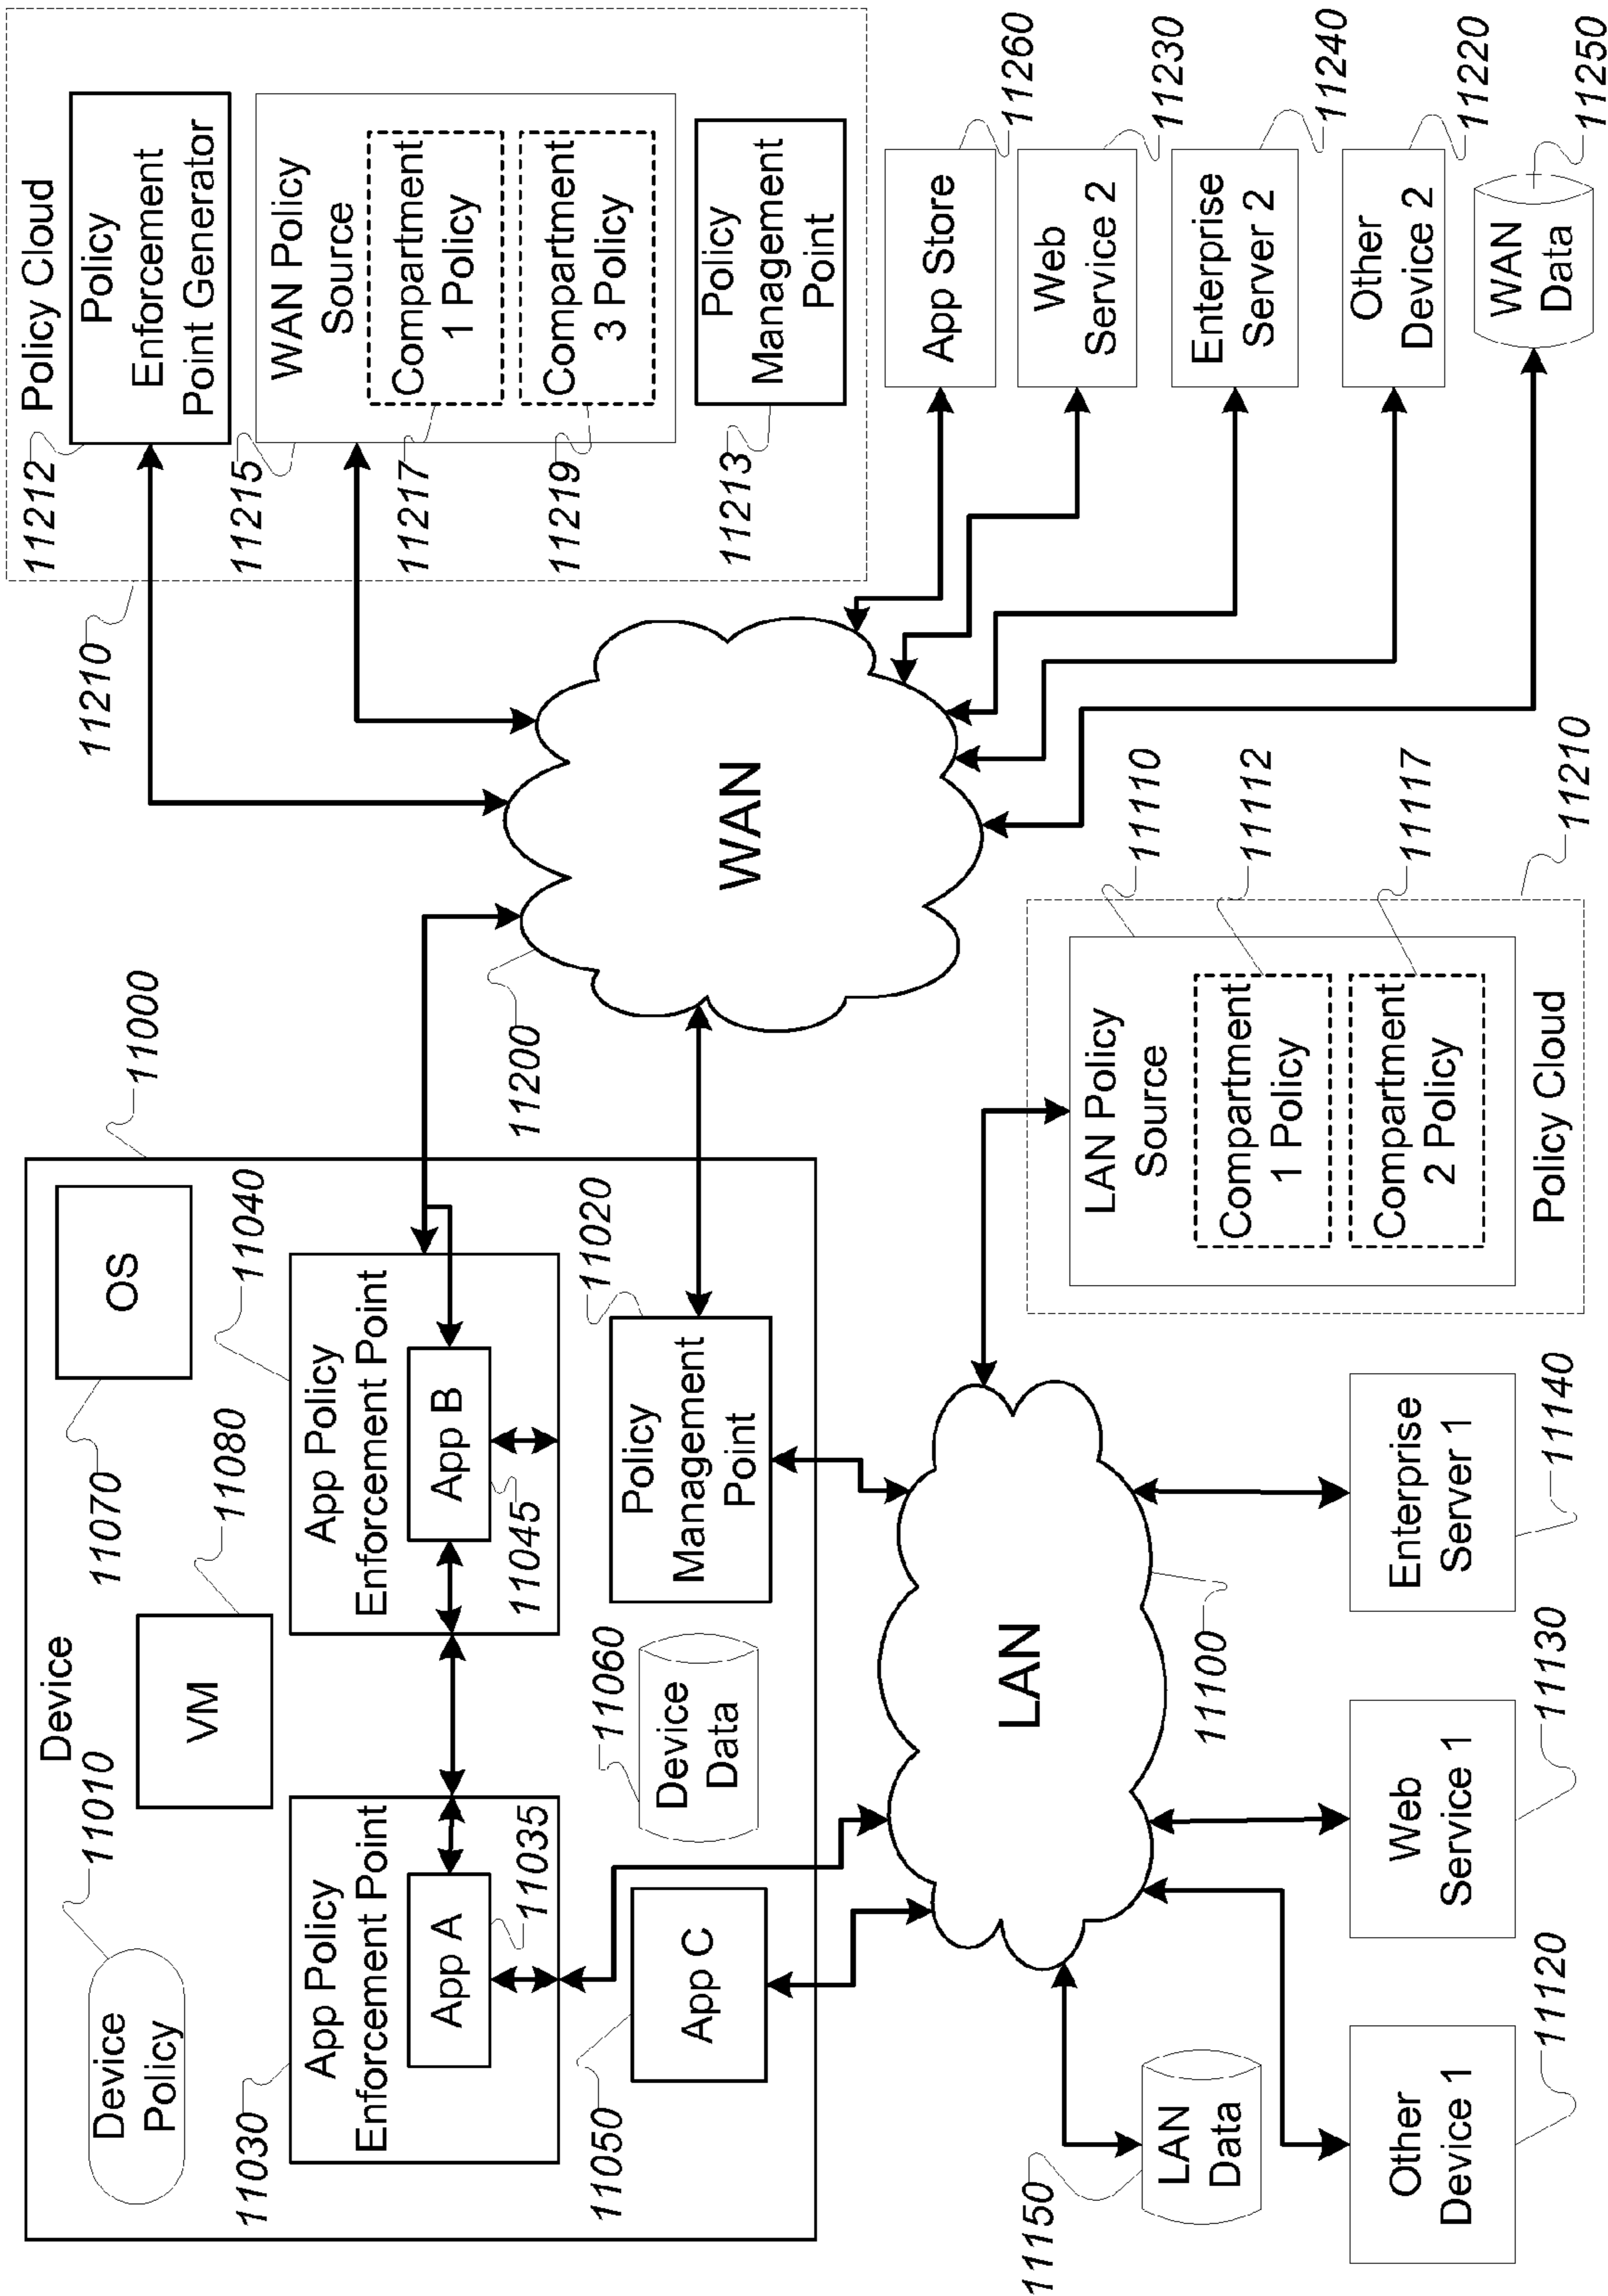 Device
11000
Device
Policy
11010
VM
11080
OS
11070
App Policy
Enforcement Point
11030
App A
11035
App Policy
Enforcement Point
11040
App B
11045
App C
11050
Device
Data
11060
Policy
Management
Point
11020
WAN
11200
Policy Cloud
11210
Policy
Enforcement
Point Generator
11212
WAN Policy
Source
11215
Compartment
1 Policy
11217
Compartment
3 Policy
11219
Policy
Management
Point
11213
App Store
11260
Web
Service 2
11230
Enterprise
Server 2
11240
Other
Device 2
11220
WAN
Data
11250
LAN
11100
LAN Policy
Source
11110
Compartment
1 Policy
11112
Compartment
2 Policy
11117
Policy Cloud
11210
LAN
Data
11150
Other
Device 1
11120
Web
Service 1
11130
Enterprise
Server 1
11140